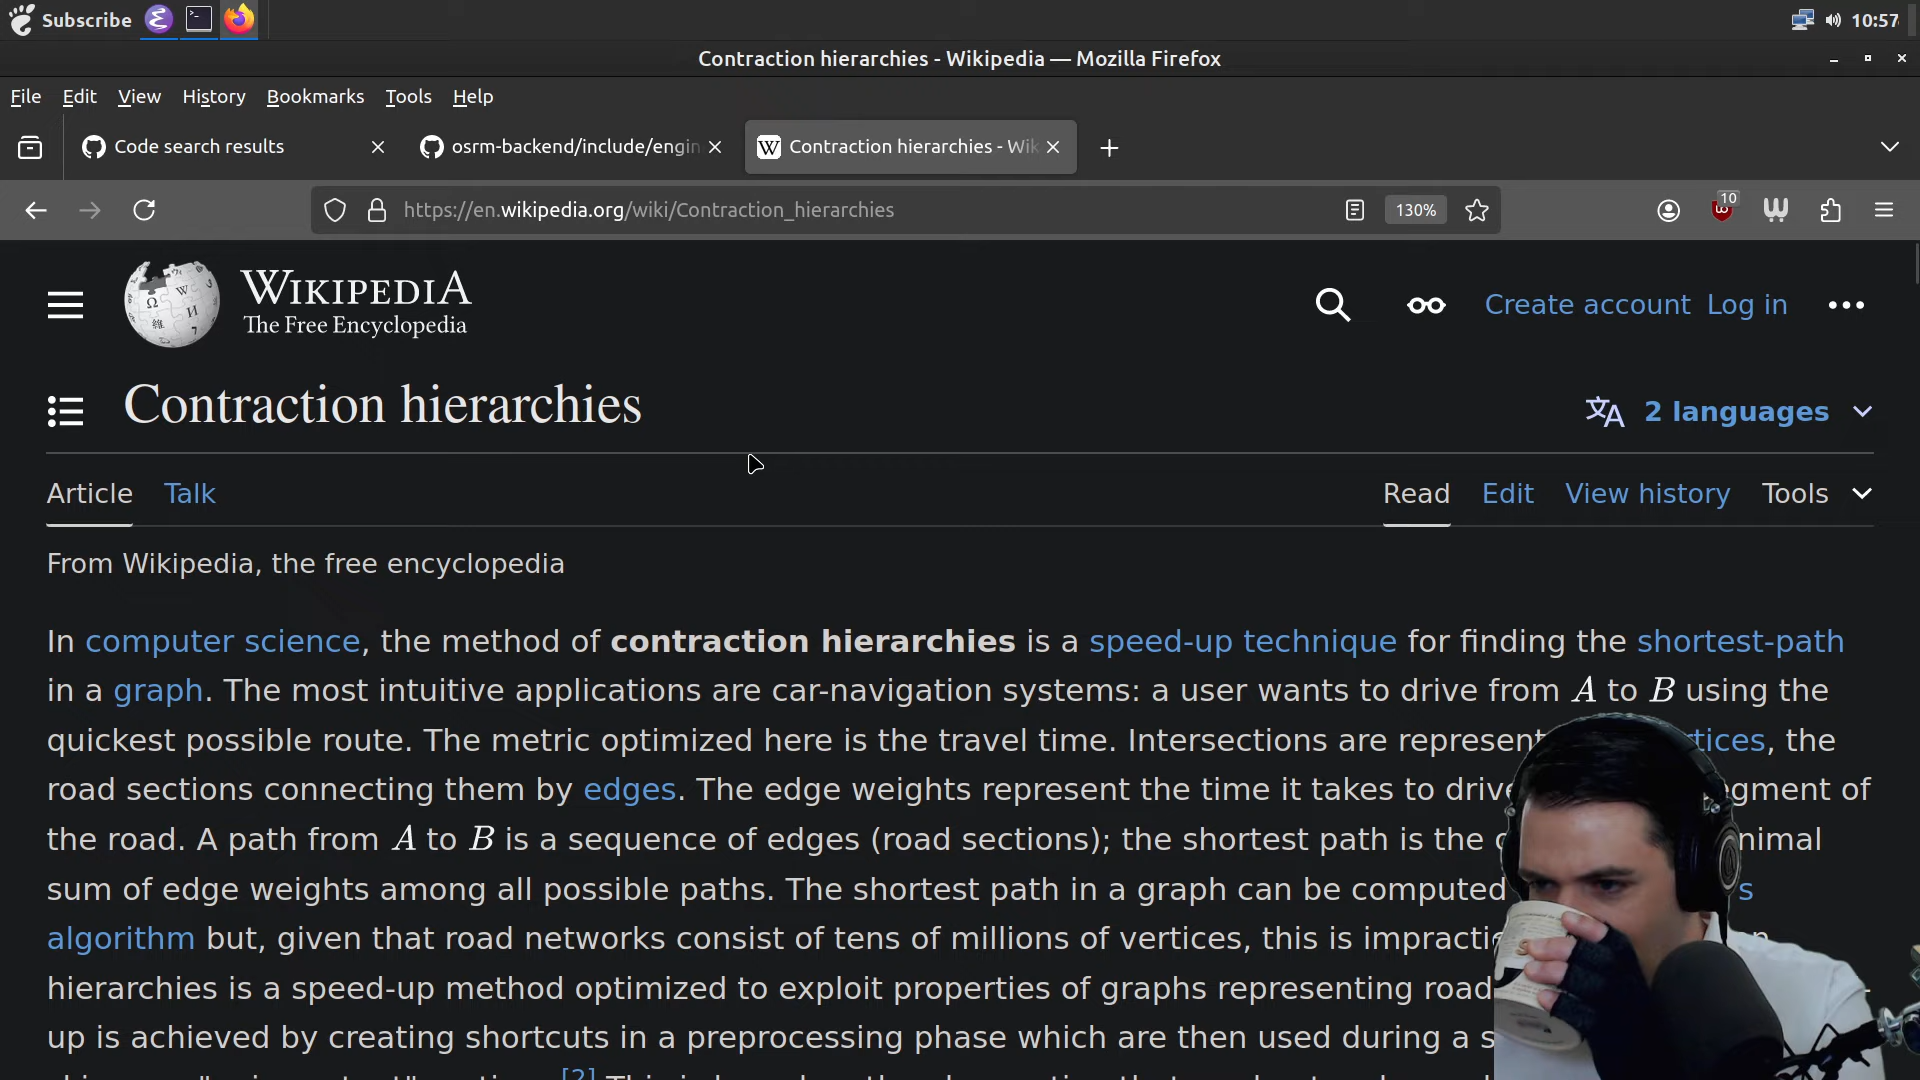 Subscribe
10:57
Contraction hierarchies - Wikipedia — Mozilla Firefox
File Edit View History Bookmarks Tools Help
Code search results
osrm-backend/include/engin
Contraction hierarchies - Wik
https://en.wikipedia.org/wiki/Contraction_hierarchies
130%
10
WIKIPEDIA
The Free Encyclopedia
Create account Log in
Contraction hierarchies
2 languages
Article Talk
Read Edit View history Tools
From Wikipedia, the free encyclopedia
In computer science, the method of contraction hierarchies is a speed-up technique for finding the shortest-path
in a graph. The most intuitive applications are car-navigation systems: a user wants to drive from A to B using the
quickest possible route. The metric optimized here is the travel time. Intersections are represent tices, the
road sections connecting them by edges. The edge weights represent the time it takes to drive egment of
the road. A path from A to B is a sequence of edges (road sections); the shortest path is the nimal
sum of edge weights among all possible paths. The shortest path in a graph can be computed s
algorithm but, given that road networks consist of tens of millions of vertices, this is impracti
hierarchies is a speed-up method optimized to exploit properties of graphs representing road
up is achieved by creating shortcuts in a preprocessing phase which are then used during a s
[2]